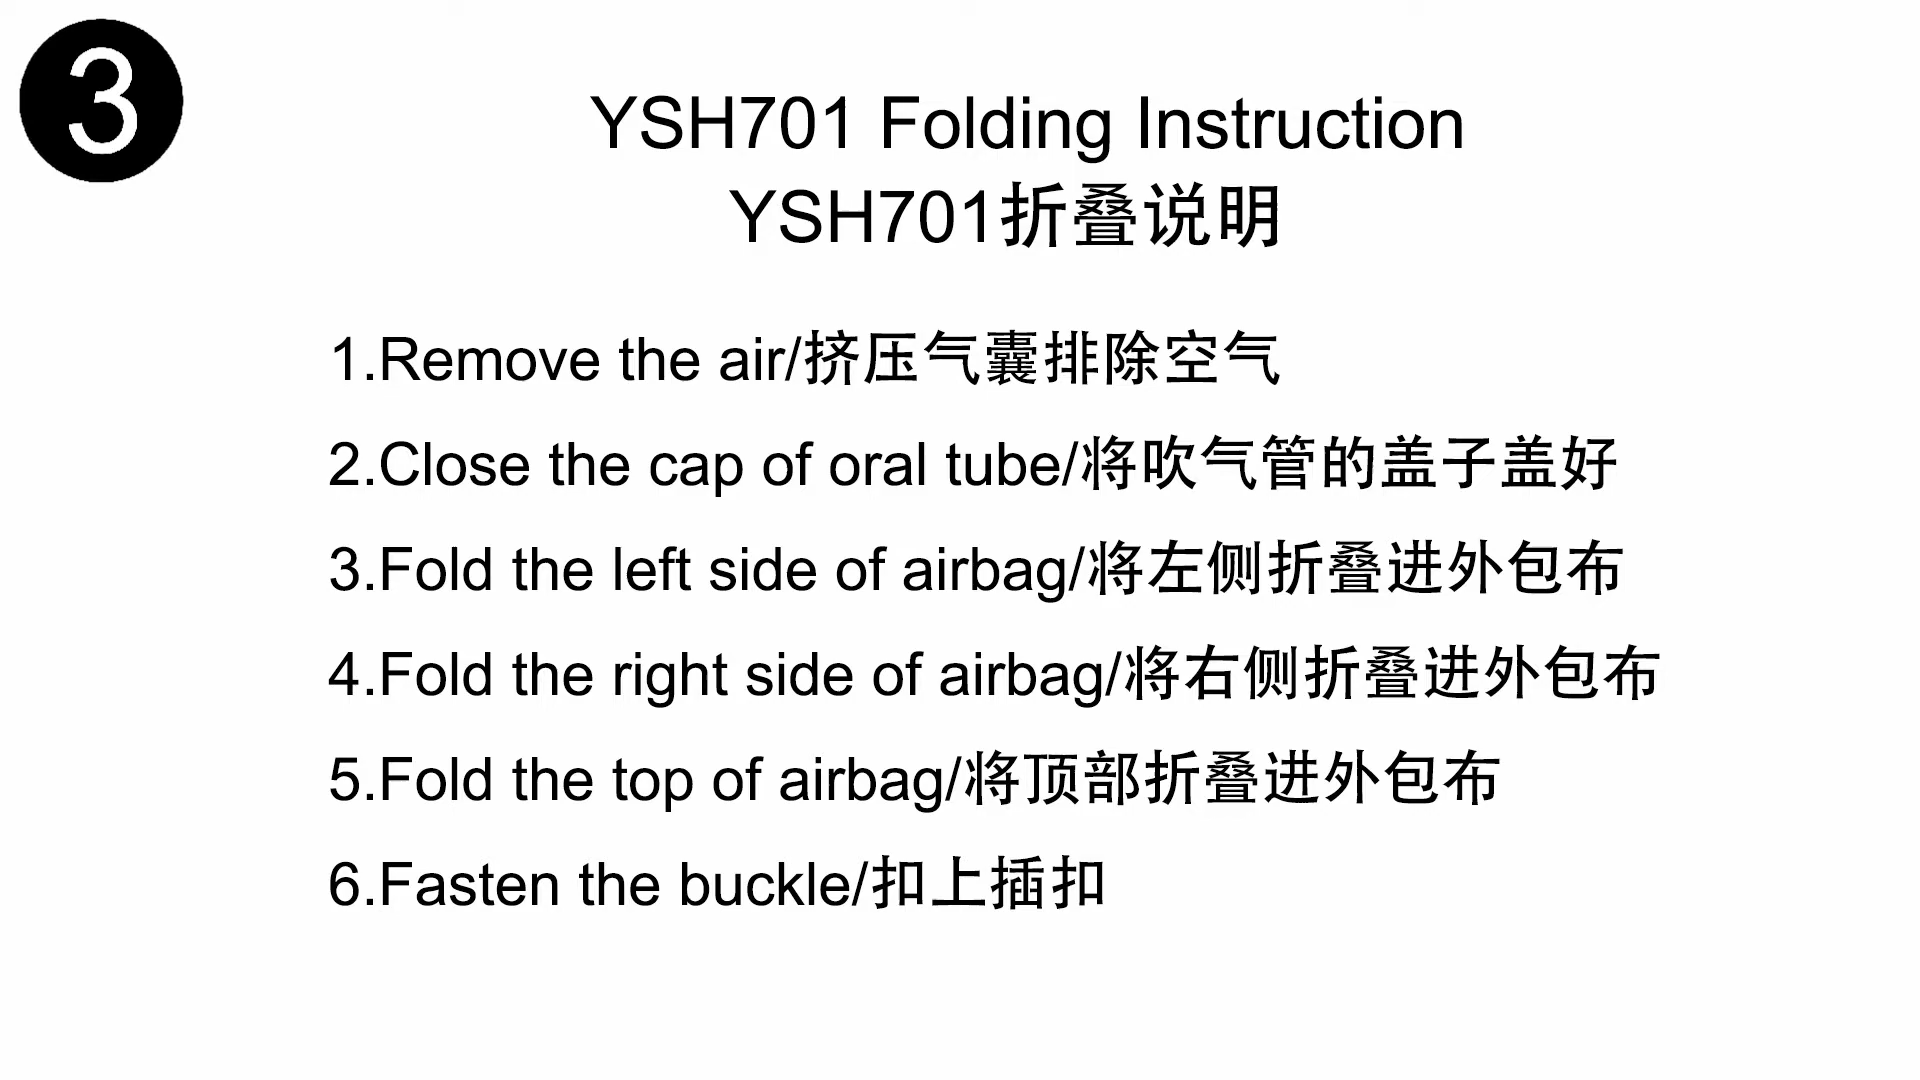 3
YSH701 Folding Instruction
YSH701折叠说明
1.Remove the air/挤压气囊排除空气
2.Close the cap of oral tube/将吹气管的盖子盖好
3.Fold the left side of airbag/将左侧折叠进外包布
4.Fold the right side of airbag/将右侧折叠进外包布
5.Fold the top of airbag/将顶部折叠进外包布
6.Fasten the buckle/扣上插扣